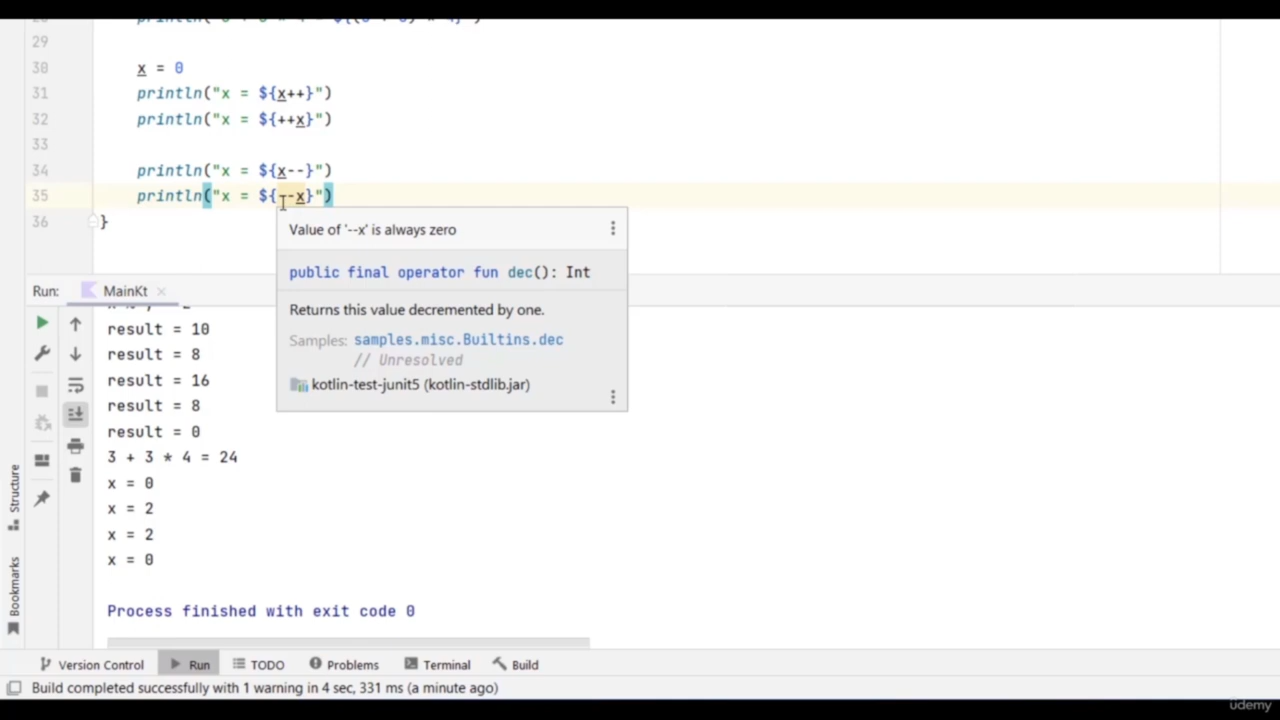 29
30 x = 0
31 println("x = ${x++}")
32 println("x = ${++x}")
33
34 println("x = ${x--}")
35 println("x = ${--x}")
36 }
Value of '--x' is always zero
public final operator fun dec(): Int
Returns this value decremented by one.
Samples: samples.misc.Builtins.dec
// Unresolved
kotlin-test-junit5 (kotlin-stdlib.jar)
Run: MainKt
result = 10
result = 8
result = 16
result = 8
result = 0
3 + 3 * 4 = 24
x = 0
x = 2
x = 2
x = 0
Process finished with exit code 0
Structure
Bookmarks
Version Control Run TODO Problems Terminal Build
Build completed successfully with 1 warning in 4 sec, 331 ms (a minute ago)
udemy